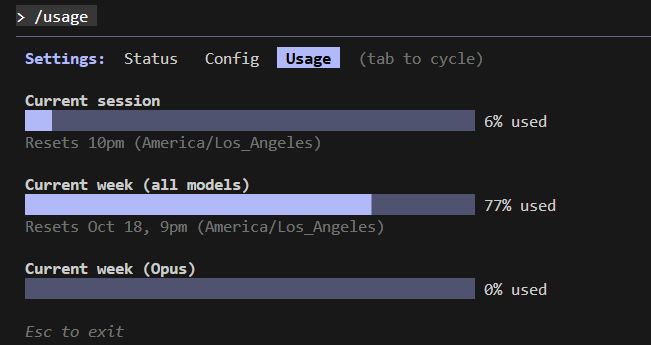 > /usage
Settings: Status Config Usage (tab to cycle)
Current session
6% used
Resets 10pm (America/Los_Angeles)
Current week (all models)
77% used
Resets Oct 18, 9pm (America/Los_Angeles)
Current week (Opus)
0% used
Esc to exit